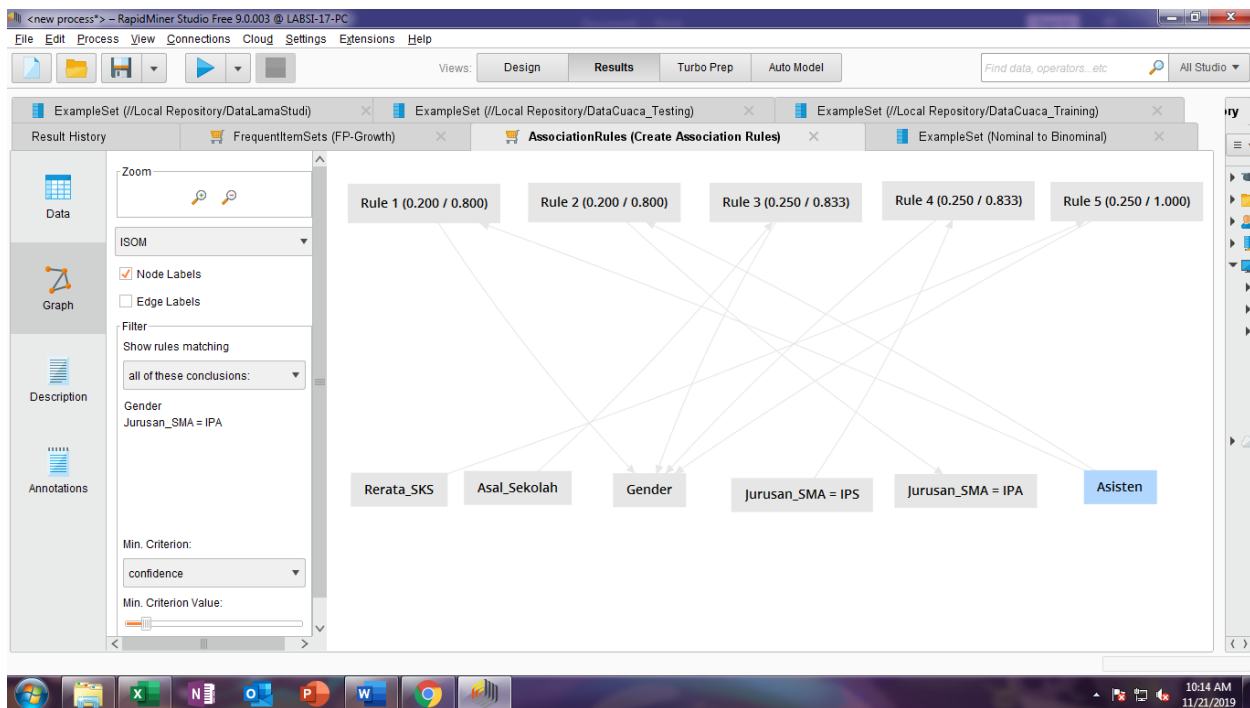 <new process*> – RapidMiner Studio Free 9.0.003 @ LABSI-17-PC
File Edit Process View Connections Cloud Settings Extensions Help
Views: Design Results Turbo Prep Auto Model Find data, operators...etc All Studio
ExampleSet (//Local Repository/DataLamaStudi) ExampleSet (//Local Repository/DataCuaca_Testing) ExampleSet (//Local Repository/DataCuaca_Training)
Result History FrequentItemSets (FP-Growth) AssociationRules (Create Association Rules) ExampleSet (Nominal to Binominal)
Data
Graph
Description
Annotations
Zoom
ISOM
Node Labels
Edge Labels
Filter
Show rules matching
all of these conclusions:
Gender
Jurusan_SMA = IPA
Min. Criterion:
confidence
Min. Criterion Value:
Rule 1 (0.200 / 0.800) Rule 2 (0.200 / 0.800) Rule 3 (0.250 / 0.833) Rule 4 (0.250 / 0.833) Rule 5 (0.250 / 1.000)
Rerata_SKS Asal_Sekolah Gender Jurusan_SMA = IPS Jurusan_SMA = IPA Asisten
10:14 AM
11/21/2019